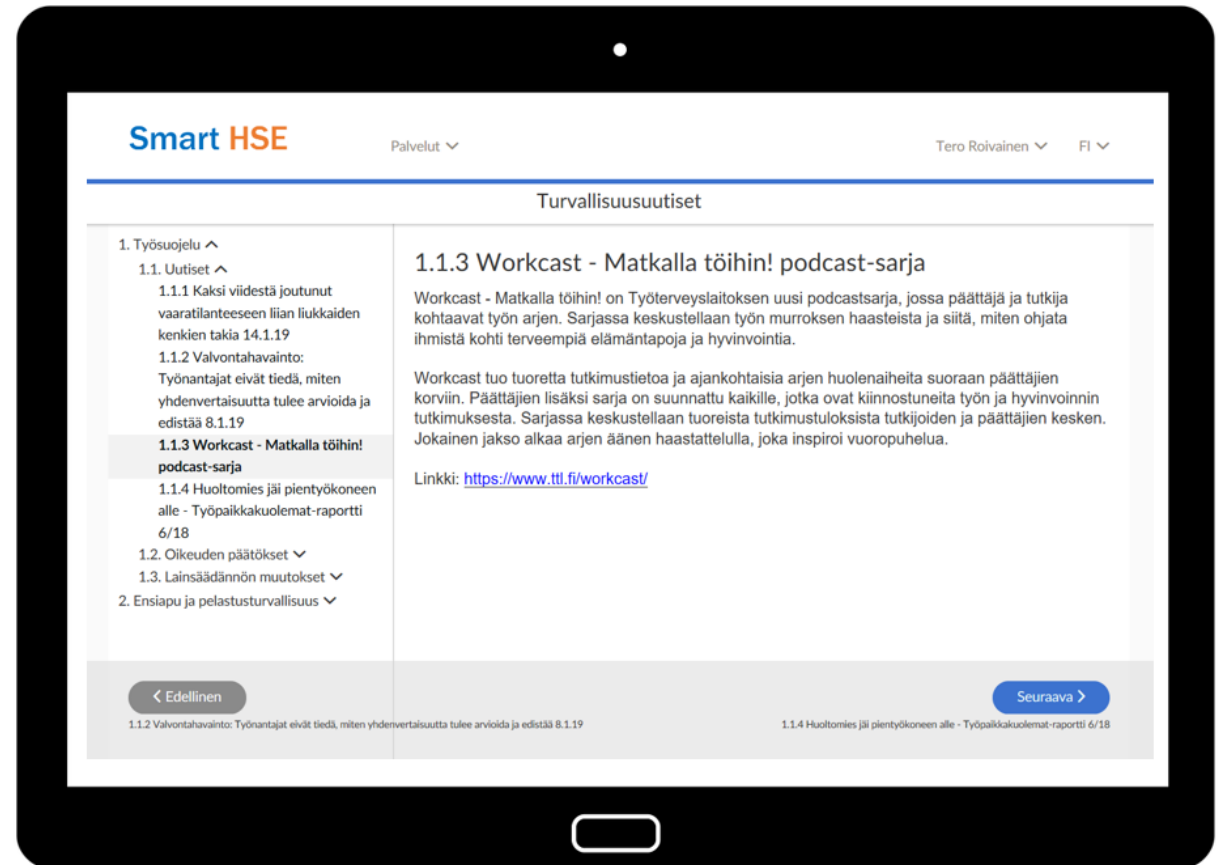 Smart HSE
Palvelut
Tero Roivainen
FI
Turvallisuusuutiset
1. Työsuojelu
1.1. Uutiset
1.1.1 Kaksi viidestä joutunut
vaaratilanteeseen liian liukkaiden
kenkien takia 14.1.19
1.1.2 Valvontahavainto:
Työnantajat eivät tiedä, miten
yhdenvertaisuutta tulee arvioida ja
edistää 8.1.19
1.1.3 Workcast - Matkalla töihin!
podcast-sarja
1.1.4 Huoltomies jäi pientyökoneen
alle - Työpaikkakuolemat-raportti
6/18
1.2. Oikeuden päätökset
1.3. Lainsäädännön muutokset
2. Ensiapu ja pelastusturvallisuus
1.1.3 Workcast - Matkalla töihin! podcast-sarja
Workcast - Matkalla töihin! on Työterveyslaitoksen uusi podcastsarja, jossa päättäjä ja tutkija
kohtaavat työn arjen. Sarjassa keskustellaan työn murroksen haasteista ja siitä, miten ohjata
ihmistä kohti terveempiä elämäntapoja ja hyvinvointia.
Workcast tuo tuoretta tutkimustietoa ja ajankohtaisia arjen huolenaiheita suoraan päättäjien
korviin. Päättäjien lisäksi sarja on suunnattu kaikille, jotka ovat kiinnostuneita työn ja hyvinvoinnin
tutkimuksesta. Sarjassa keskustellaan tuoreista tutkimustuloksista tutkijoiden ja päättäjien kesken.
Jokainen jakso alkaa arjen äänen haastattelulla, joka inspiroi vuoropuhelua.
Linkki: https://www.ttl.fi/workcast/
Edellinen
1.1.2 Valvontahavainto: Työnantajat eivät tiedä, miten yhdenvertaisuutta tulee arvioida ja edistää 8.1.19
Seuraava
1.1.4 Huoltomies jäi pientyökoneen alle - Työpaikkakuolemat-raportti 6/18